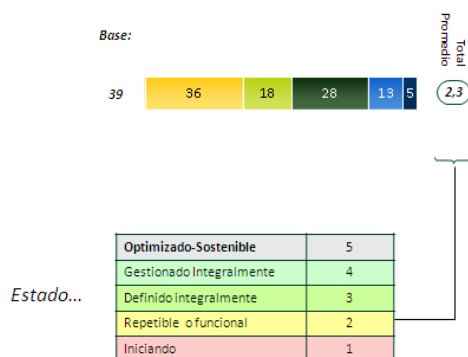 Base:
Total
Promedio
39 36 18 28 13 5 2,3
Optimizado-Sostenible 5
Gestionado Integralmente 4
Estado... Definido integralmente 3
Repetible o funcional 2
Iniciando 1